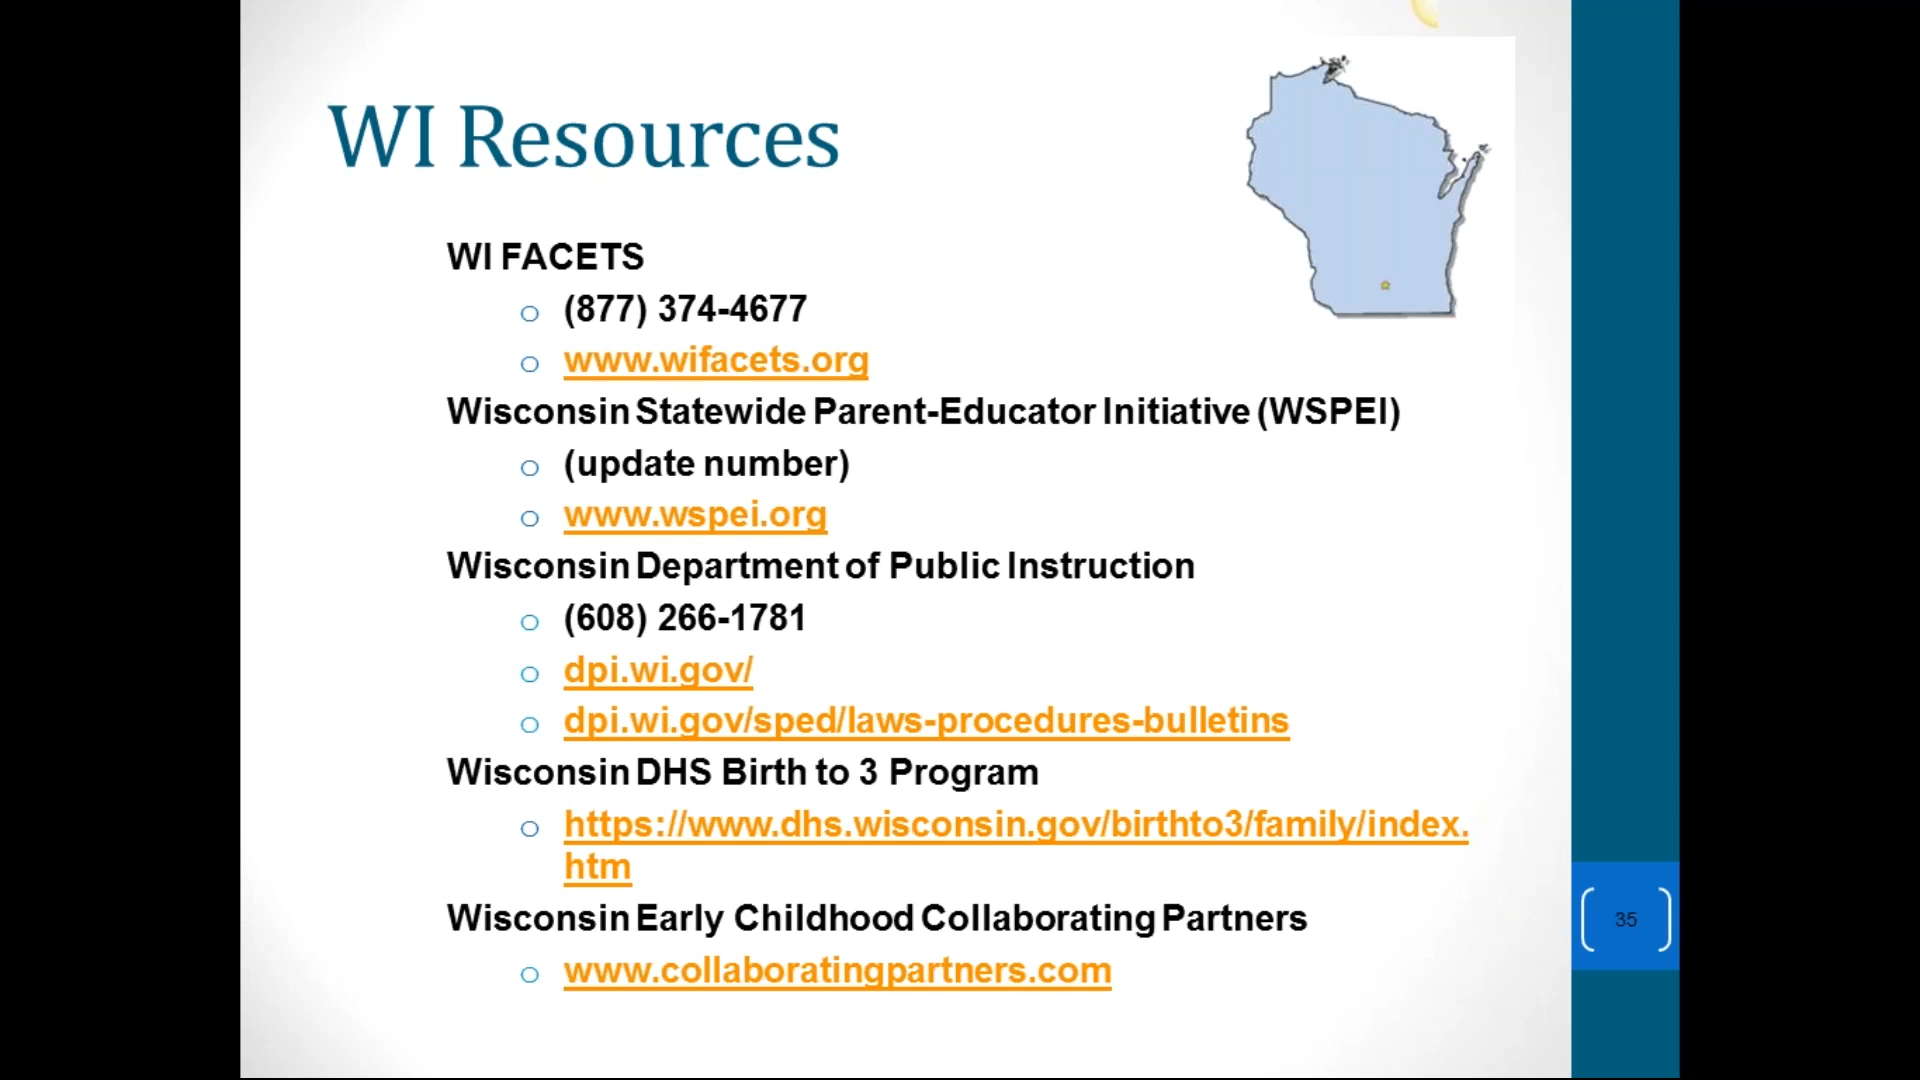 WI Resources
WI FACETS
(877) 374-4677
www.wifacets.org
Wisconsin Statewide Parent-Educator Initiative (WSPEI)
(update number)
www.wspei.org
Wisconsin Department of Public Instruction
(608) 266-1781
dpi.wi.gov/
dpi.wi.gov/sped/laws-procedures-bulletins
Wisconsin DHS Birth to 3 Program
https://www.dhs.wisconsin.gov/birthto3/family/index.
htm
Wisconsin Early Childhood Collaborating Partners
www.collaboratingpartners.com
35